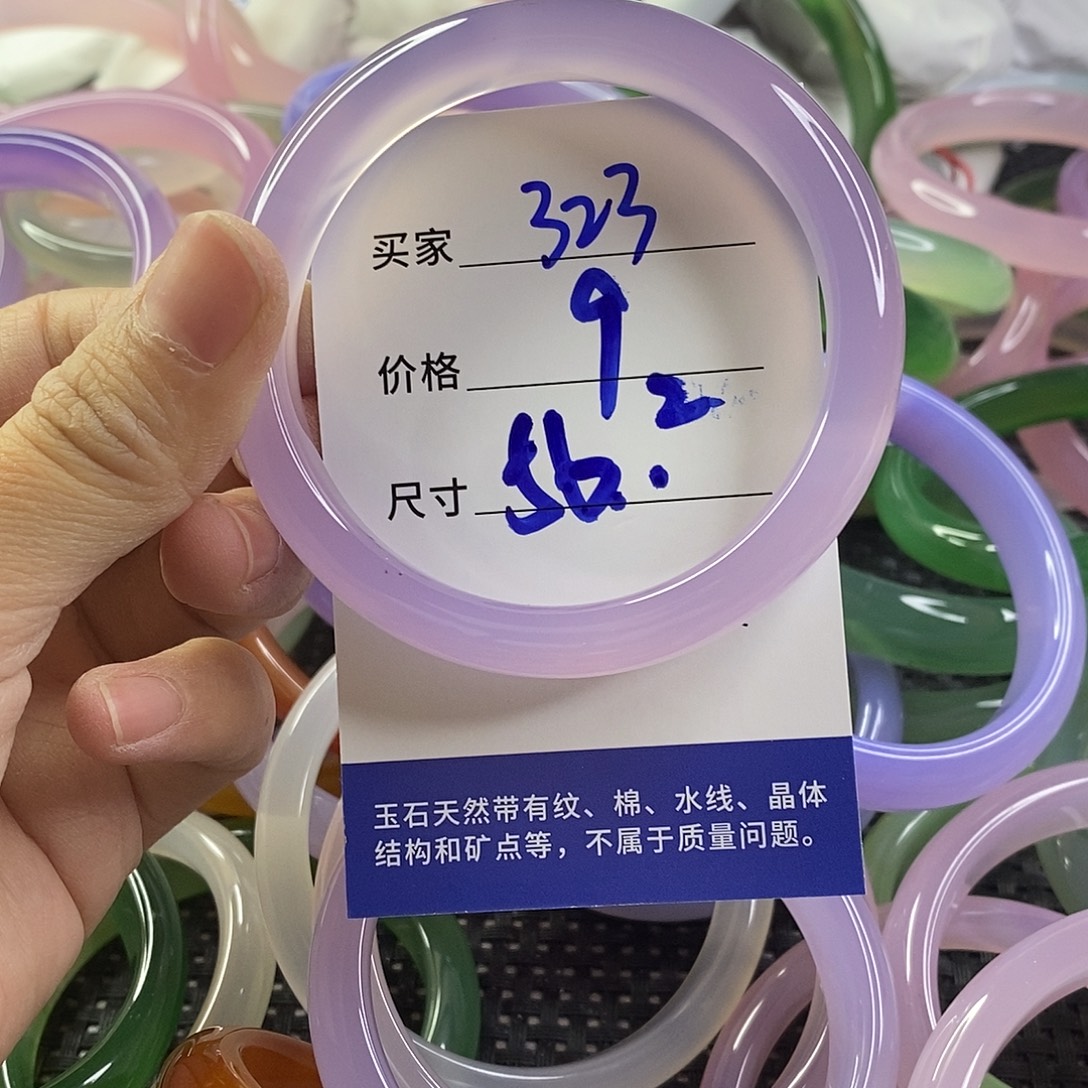 买家 323
价格 9
尺寸 56.2
玉石天然带有纹、棉、水线、晶体
结构和矿点等，不属于质量问题。